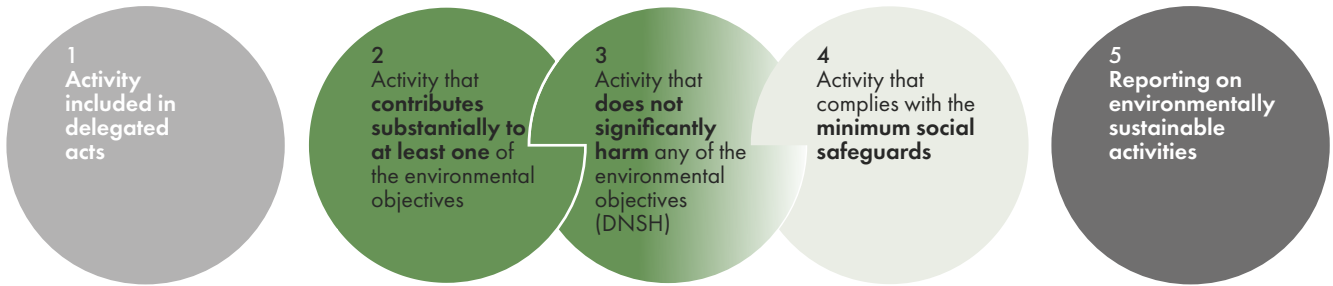 1
Activity
included in
delegated
acts
2
Activity that
contributes
substantially to
at least one of
the environmental
objectives
3
Activity that
does not
significantly
harm any of the
environmental
objectives
(DNSH)
4
Activity that
complies with the
minimum social
safeguards
5
Reporting on
environmentally
sustainable
activities